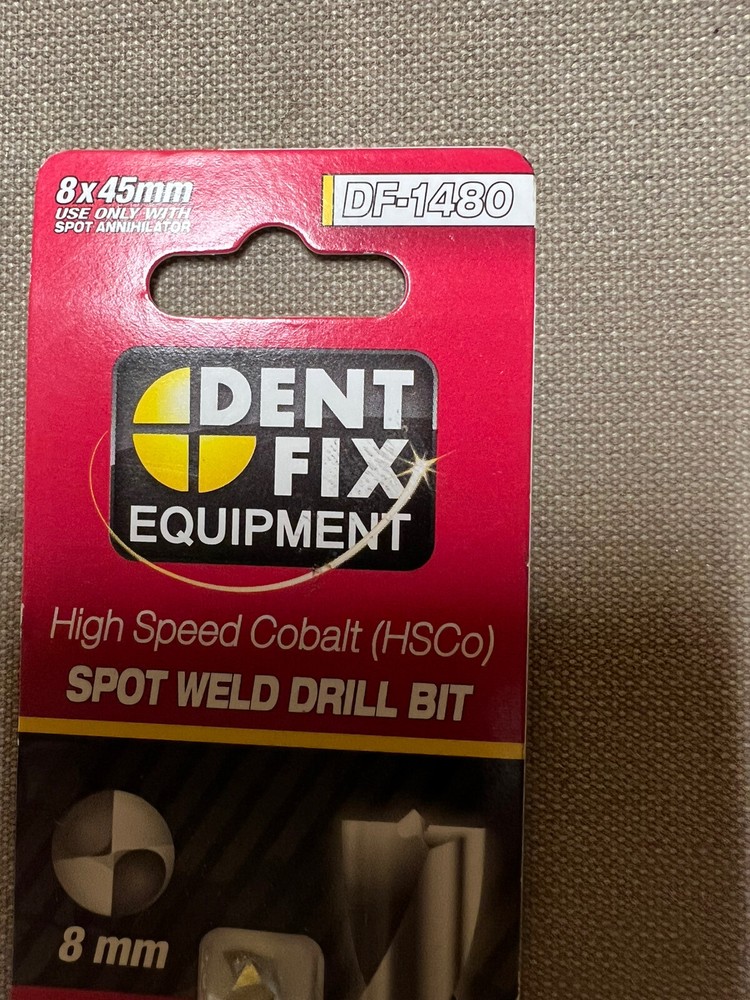 8x45mm
USE ONLY WITH
SPOT ANNIHILATOR
DF-1480
DENT
FIX
EQUIPMENT
High Speed Cobalt (HSCo)
SPOT WELD DRILL BIT
8 mm